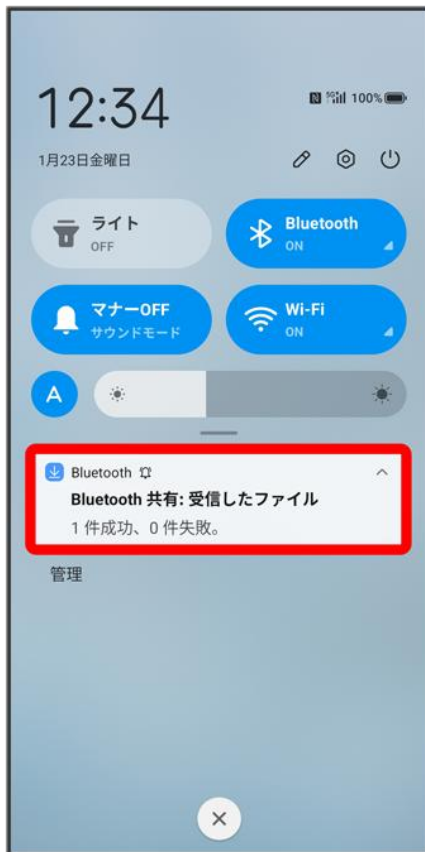 12:34
5G 100%
1月23日金曜日
ライト
OFF
Bluetooth
ON
マナーOFF
サウンドモード
Wi-Fi
ON
A
Bluetooth
Bluetooth 共有: 受信したファイル
1 件成功、0 件失敗。
管理